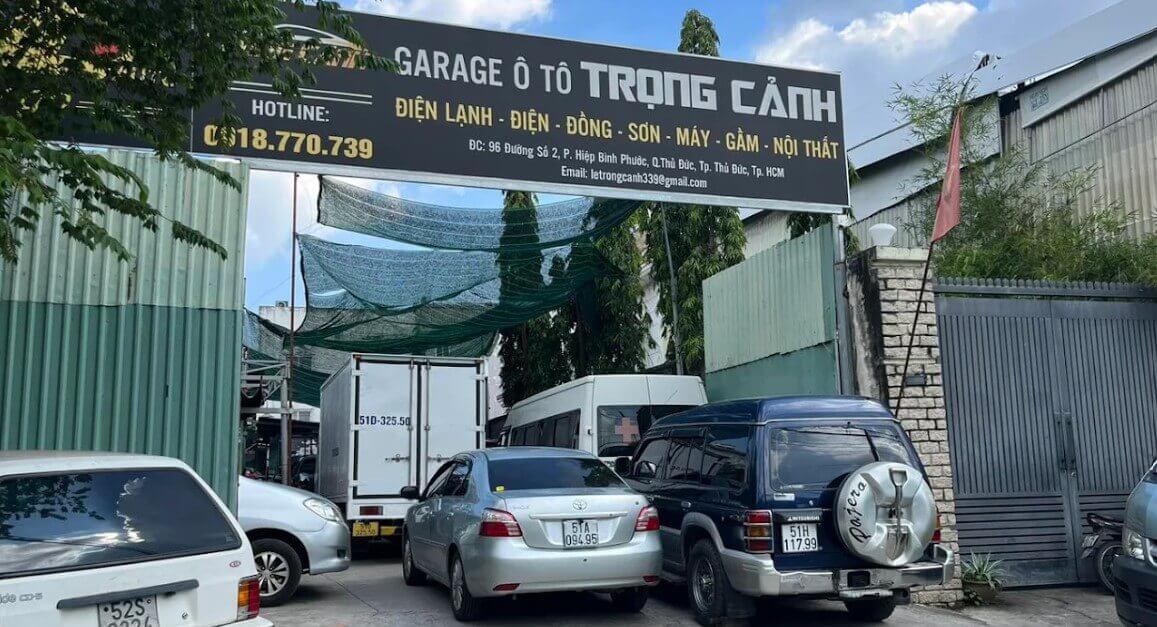 GARAGE Ô TÔ TRỌNG CẢNH
HOTLINE:
0918.770.739
ĐIỆN LẠNH - ĐIỆN - ĐỒNG - SƠN - MÁY - GẦM - NỘI THẤT
ĐC: 96 Đường Số 2, P. Hiệp Bình Phước, Q.Thủ Đức, Tp. Thủ Đức, Tp. HCM
Email: letrongcanh339@gmail.com
51D-325.50
51A
094.95
MITSUBISHI
51H
117.99
Pajero
CD-5
52S